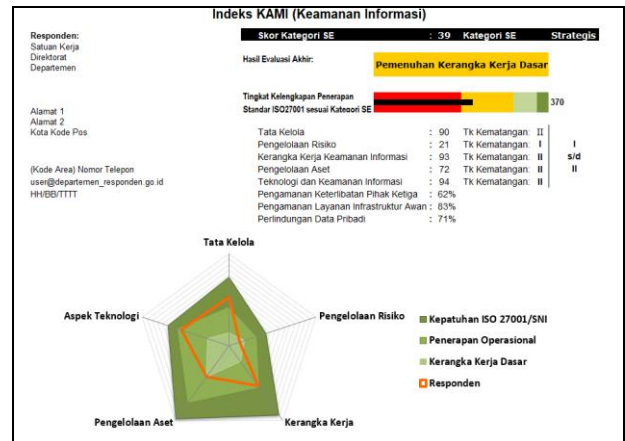 Indeks KAMI (Keamanan Informasi)
Responden:
Satuan Kerja
Direktorat
Departemen
Alamat 1
Alamat 2
Kota Kode Pos
(Kode Area) Nomor Telepon
user@departemen_responden.go.id
HH/BB/TTTT
Skor Kategori SE : 39 Kategori SE Strategis
Hasil Evaluasi Akhir: Pemenuhan Kerangka Kerja Dasar
Tingkat Kelengkapan Penerapan
Standar ISO27001 sesuai Kategori SE 370
Tata Kelola : 90 Tk Kematangan: II
Pengelolaan Risiko : 21 Tk Kematangan: I I
Kerangka Kerja Keamanan Informasi : 93 Tk Kematangan: II s/d
Pengelolaan Aset : 72 Tk Kematangan: II II
Teknologi dan Keamanan Informasi : 94 Tk Kematangan: II
Pengamanan Keterlibatan Pihak Ketiga : 62%
Pengamanan Layanan Infrastruktur Awan : 83%
Perlindungan Data Pribadi : 71%
Tata Kelola
Aspek Teknologi
Pengelolaan Risiko
Pengelolaan Aset
Kerangka Kerja
Kepatuhan ISO 27001/SNI
Penerapan Operasional
Kerangka Kerja Dasar
Responden